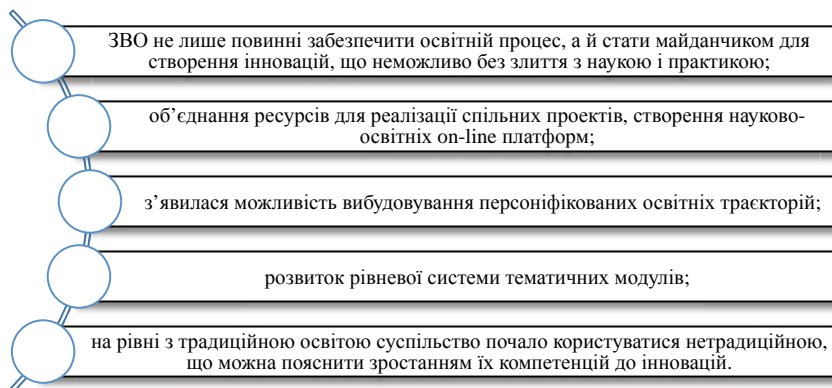 ЗВО не лише повинні забезпечити освітній процес, а й стати майданчиком для
створення інновацій, що неможливо без злиття з наукою і практикою;
об’єднання ресурсів для реалізації спільних проектів, створення науково-
освітніх on-line платформ;
з’явилася можливість вибудовування персоніфікованих освітніх траєкторій;
розвиток рівневої системи тематичних модулів;
на рівні з традиційною освітою суспільство почало користуватися нетрадиційною,
що можна пояснити зростанням їх компетенцій до інновацій.